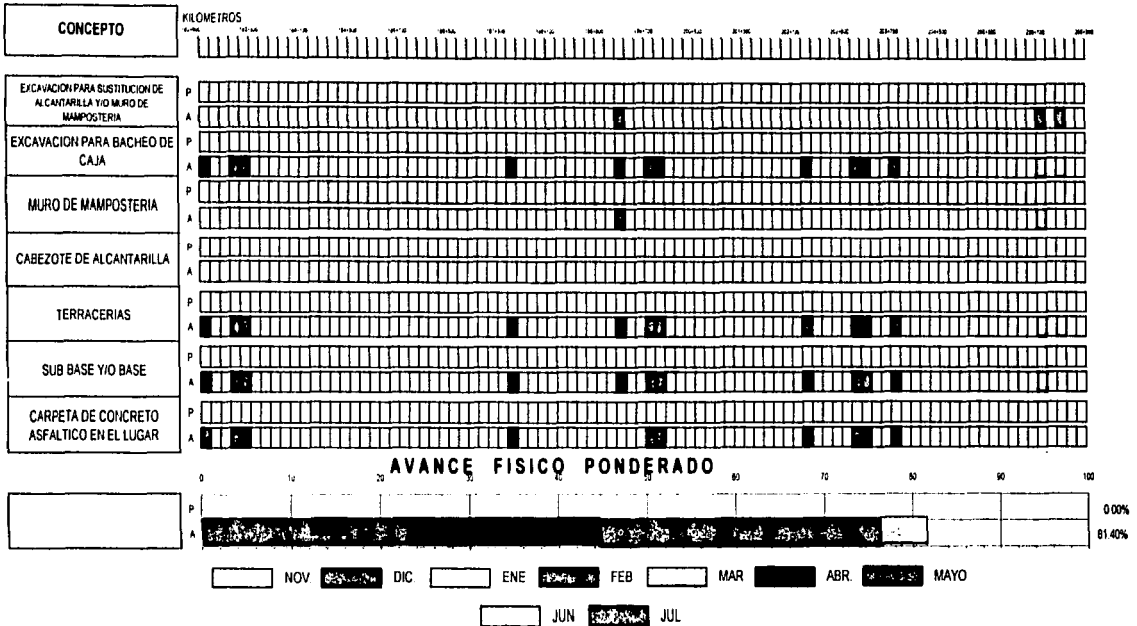 CONCEPTO
KILOMETROS
EXCAVACION PARA SUSTITUCION DE
ALCANTARILLA Y/O MURO DE
MAMPOSTERIA
P
A
EXCAVACION PARA BACHEO DE
CAJA
P
A
MURO DE MAMPOSTERIA
P
A
CABEZOTE DE ALCANTARILLA
P
A
TERRACERIAS
P
A
SUB BASE Y/O BASE
P
A
CARPETA DE CONCRETO
ASFALTICO EN EL LUGAR
P
A
AVANCE FISICO PONDERADO
0 10 20 30 40 50 60 70 80 90 100
P 0.00%
A 81.40%
NOV. DIC. ENE FEB MAR ABR. MAYO
JUN JUL